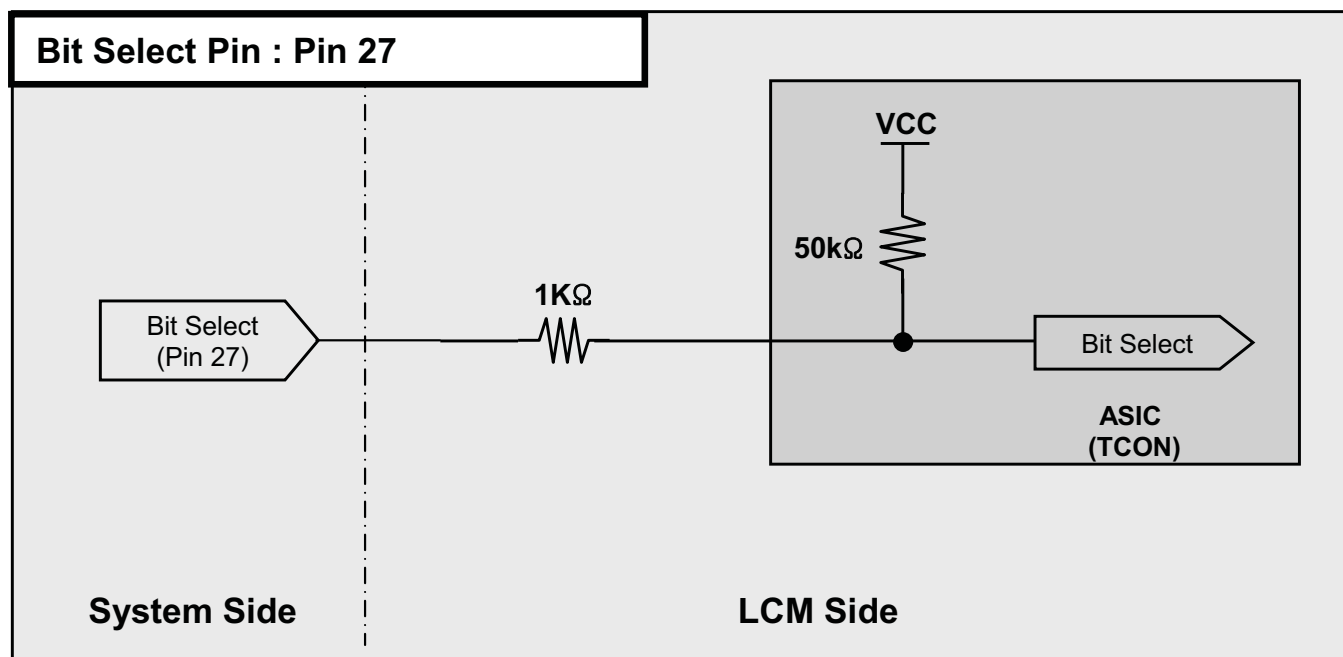 Bit Select Pin : Pin 27
VCC
50kΩ
1KΩ
Bit Select
(Pin 27)
Bit Select
ASIC
(TCON)
System Side
LCM Side